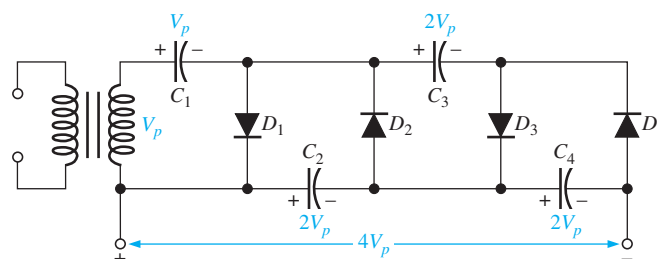 V_p 2V_p
+ − + −
C_1 C_3
V_p D_1 D_2 D_3 D
C_2 C_4
+ − + −
2V_p 2V_p
4V_p
+ −